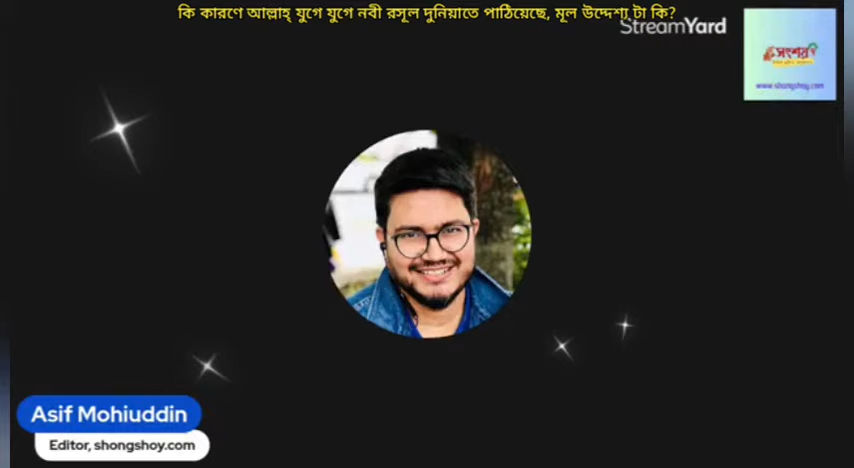 কি কারণে আল্লাহ্ যুগে যুগে নবী রসূল দুনিয়াতে পাঠিয়েছে, মূল উদ্দেশ্য টা কি?
StreamYard
সংশয়
www.shongshoy.com
Asif Mohiuddin
Editor, shongshoy.com